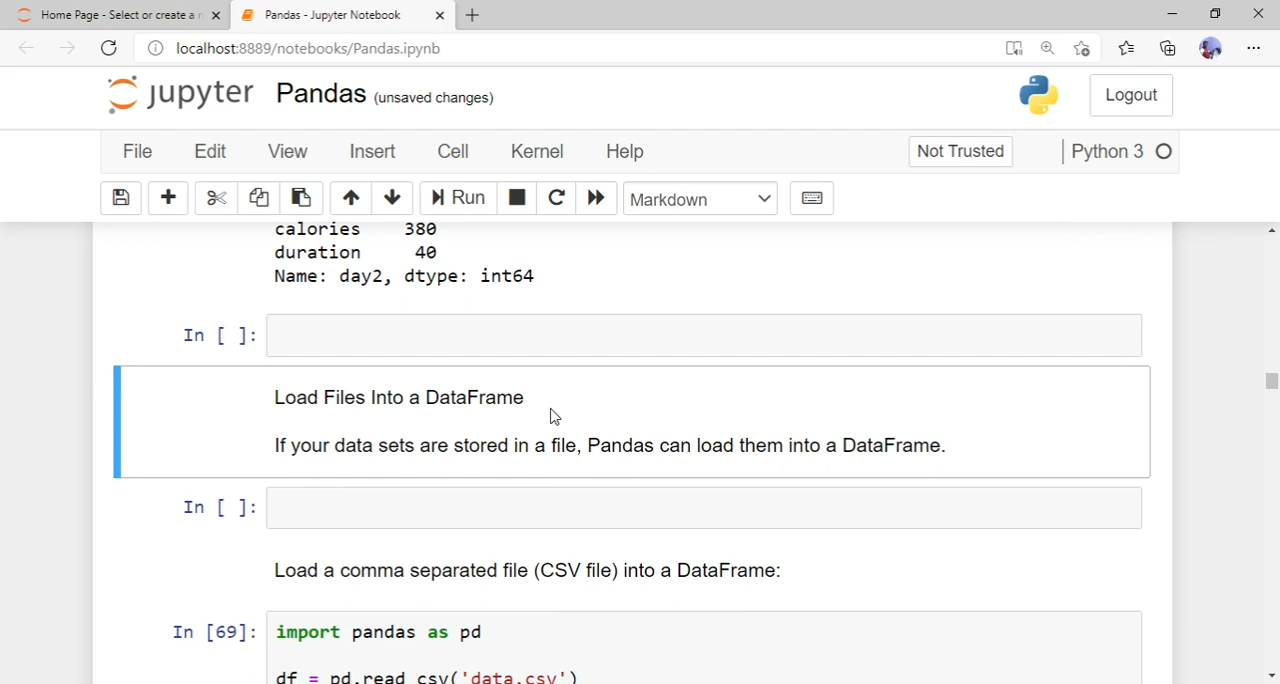 Home Page - Select or create a n
Pandas - Jupyter Notebook
localhost:8889/notebooks/Pandas.ipynb
jupyter Pandas (unsaved changes)
Logout
File Edit View Insert Cell Kernel Help Not Trusted Python 3
Run Markdown
calories 380
duration 40
Name: day2, dtype: int64
In [ ]:
Load Files Into a DataFrame
If your data sets are stored in a file, Pandas can load them into a DataFrame.
In [ ]:
Load a comma separated file (CSV file) into a DataFrame:
In [69]: import pandas as pd
df = pd.read_csv('data.csv')